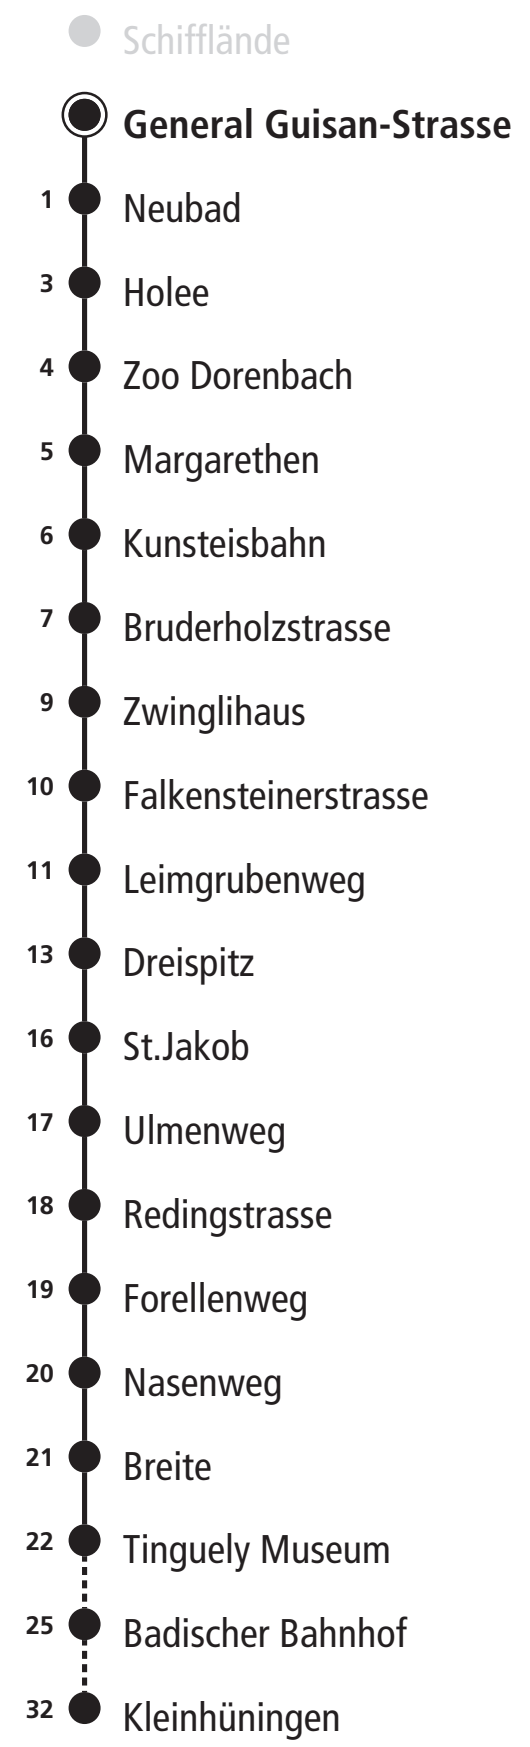 Schifflände
General Guisan-Strasse
1 Neubad
3 Holee
4 Zoo Dorenbach
5 Margarethen
6 Kunsteisbahn
7 Bruderholzstrasse
9 Zwinglihaus
10 Falkensteinerstrasse
11 Leimgrubenweg
13 Dreispitz
16 St.Jakob
17 Ulmenweg
18 Redingstrasse
19 Forellenweg
20 Nasenweg
21 Breite
22 Tinguely Museum
25 Badischer Bahnhof
32 Kleinhüningen